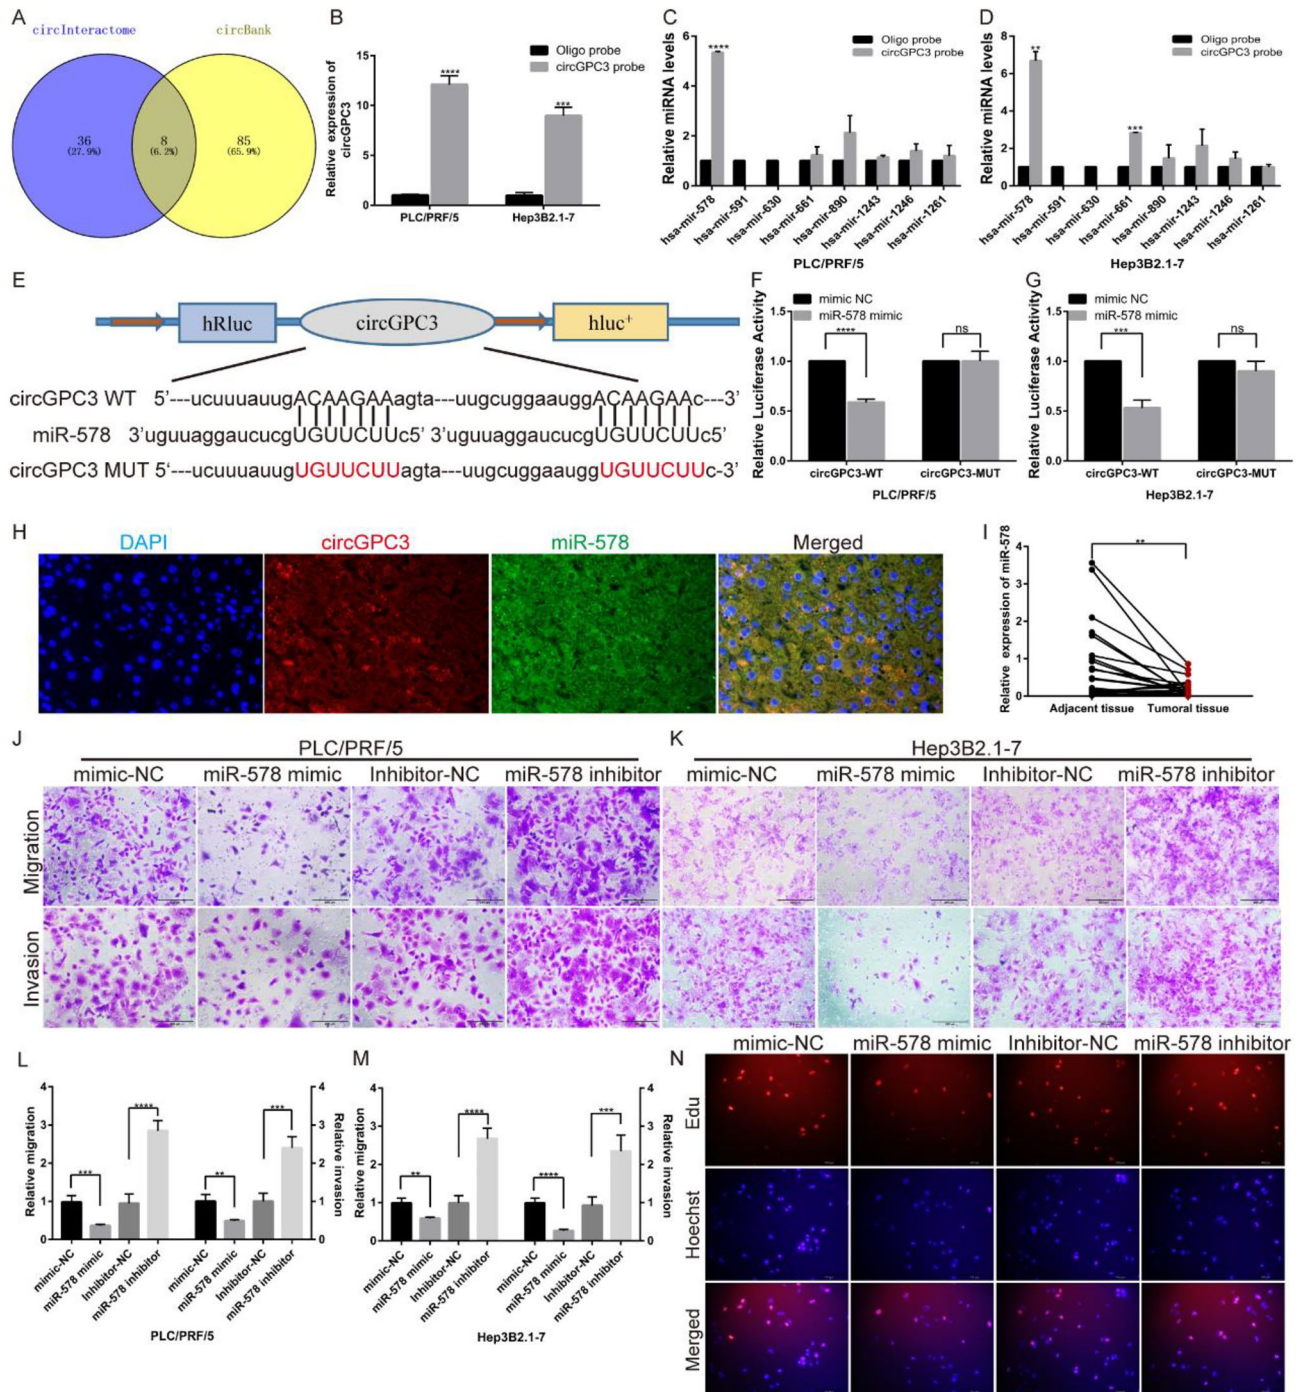 A
circInteractome
circBank
36
(27.9%)
8
(6.2%)
85
(65.9%)
B
Oligo probe
circGPC3 probe
Relative expression of
circGPC3
15
10
5
0
****
***
PLC/PRF/5
Hep3B2.1-7
C
Oligo probe
circGPC3 probe
Relative miRNA levels
6
4
2
0
****
hsa-mir-578
hsa-mir-591
hsa-mir-630
hsa-mir-661
hsa-mir-890
hsa-mir-1243
hsa-mir-1246
hsa-mir-1261
PLC/PRF/5
D
Oligo probe
circGPC3 probe
Relative miRNA levels
8
6
4
2
0
**
***
hsa-mir-578
hsa-mir-591
hsa-mir-630
hsa-mir-661
hsa-mir-890
hsa-mir-1243
hsa-mir-1246
hsa-mir-1261
Hep3B2.1-7
E
hRluc
circGPC3
hluc+
circGPC3 WT 5'---ucuuuauugACAAGAAagta---uugcuggaauggACAAGAAc---3'
miR-578 3'uguuaggaucucgUGUUCUUc5' 3'uguuaggaucucgUGUUCUUc5'
circGPC3 MUT 5'---ucuuuauugUGUUCUUagta---uugcuggaauggUGUUCUUc-3'
F
mimic NC
miR-578 mimic
Relative Luciferase Activity
1.5
1.0
0.5
0.0
****
ns
circGPC3-WT
circGPC3-MUT
PLC/PRF/5
G
mimic NC
miR-578 mimic
Relative Luciferase Activity
1.5
1.0
0.5
0.0
***
ns
circGPC3-WT
circGPC3-MUT
Hep3B2.1-7
H
DAPI
circGPC3
miR-578
Merged
I
Relative expression of miR-578
4
3
2
1
0
**
Adjacent tissue
Tumoral tissue
J
PLC/PRF/5
mimic-NC
miR-578 mimic
Inhibitor-NC
miR-578 inhibitor
K
Hep3B2.1-7
mimic-NC
miR-578 mimic
Inhibitor-NC
miR-578 inhibitor
Migration
Invasion
L
Relative migration
4
3
2
1
0
***
****
**
***
4
3
2
1
0
Relative invasion
mimic-NC
miR-578 mimic
Inhibitor-NC
miR-578 inhibitor
mimic-NC
miR-578 mimic
Inhibitor-NC
miR-578 inhibitor
PLC/PRF/5
M
Relative migration
4
3
2
1
0
**
****
****
***
4
3
2
1
0
Relative invasion
mimic-NC
miR-578 mimic
Inhibitor-NC
miR-578 inhibitor
mimic-NC
miR-578 mimic
Inhibitor-NC
miR-578 inhibitor
Hep3B2.1-7
N
mimic-NC
miR-578 mimic
Inhibitor-NC
miR-578 inhibitor
Edu
Hoechst
Merged